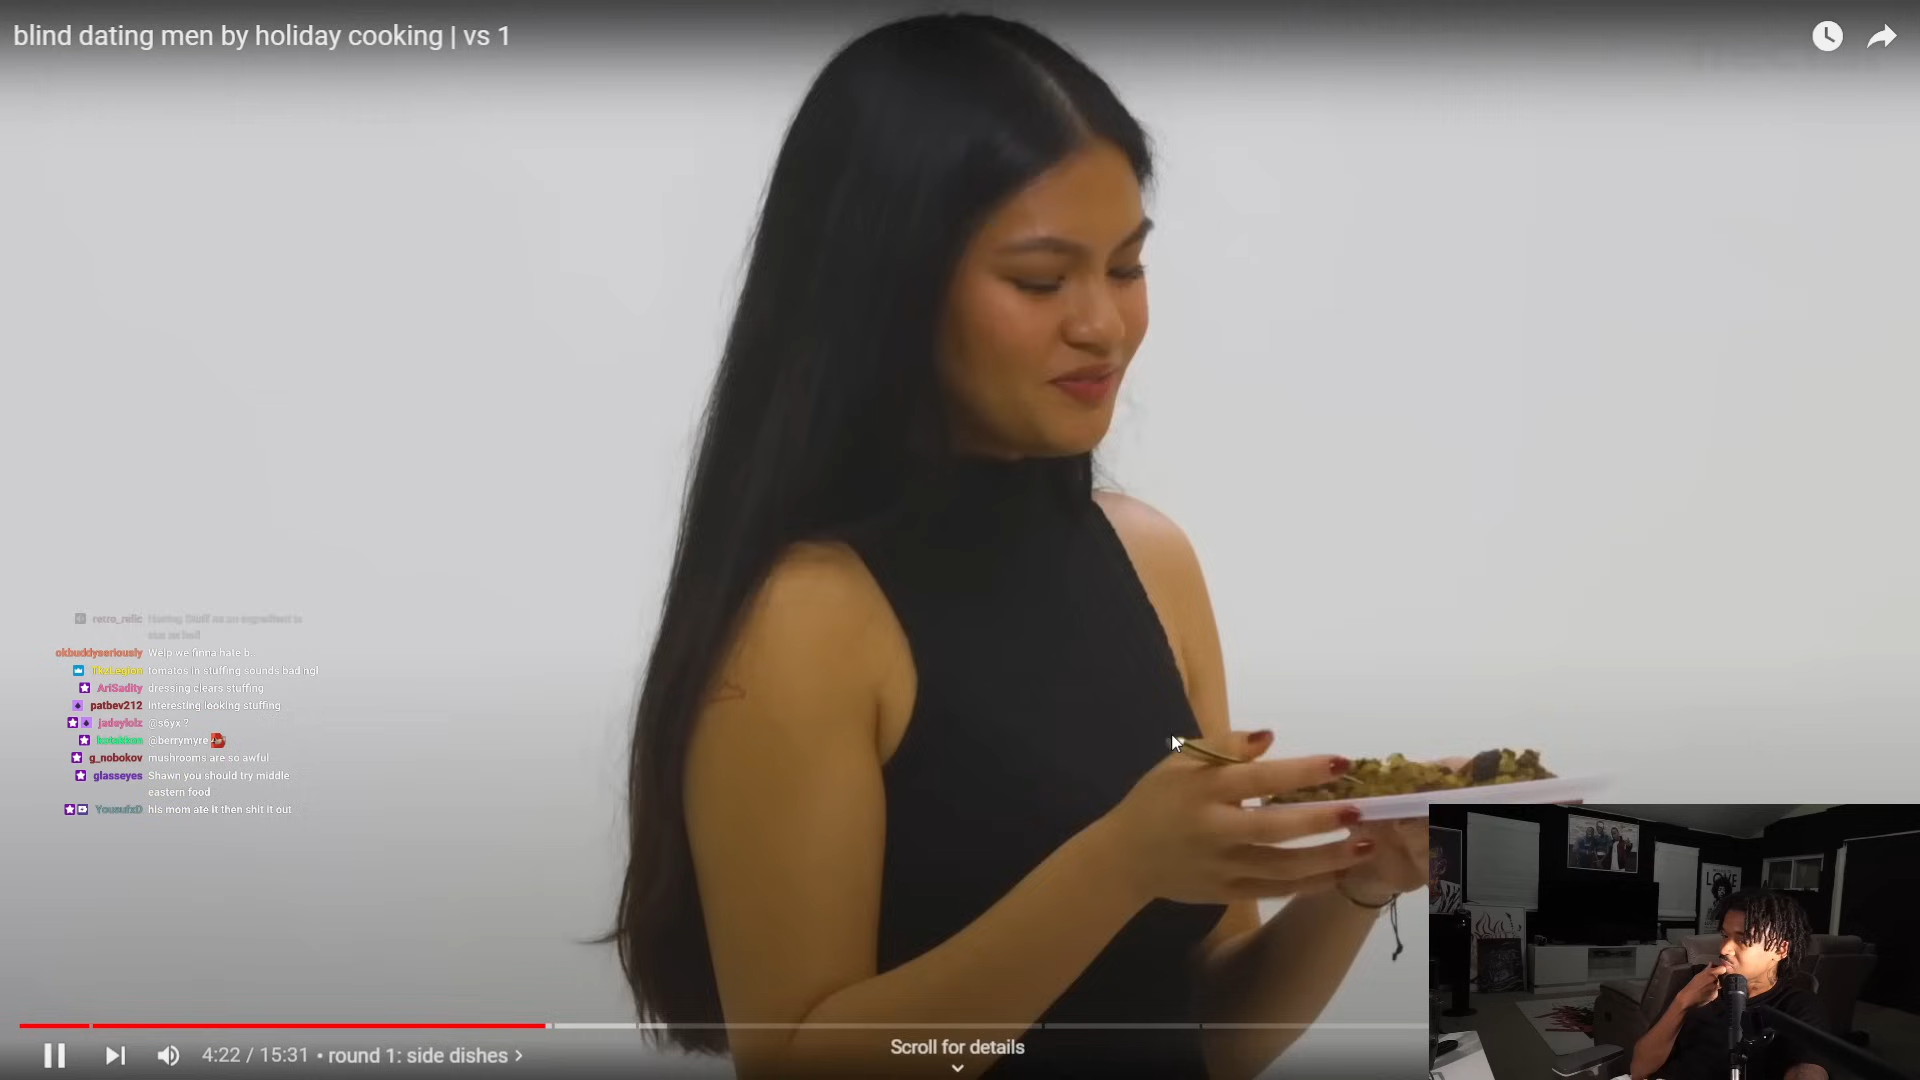 blind dating men by holiday cooking | vs 1
retro_relic
okbuddyseriously Welp we finna hate b..
tomatos in stuffing sounds bad ngl
AriSadity dressing clears stuffing
patbev212 Interesting looking stuffing
jadeylolz @s6yx ?
@berrymyre
g_nobokov mushrooms are so awful
glasseyes Shawn you should try middle
eastern food
YousufxD his mom ate it then shit it out
LOVE
Scroll for details
4:22 / 15:31 • round 1: side dishes